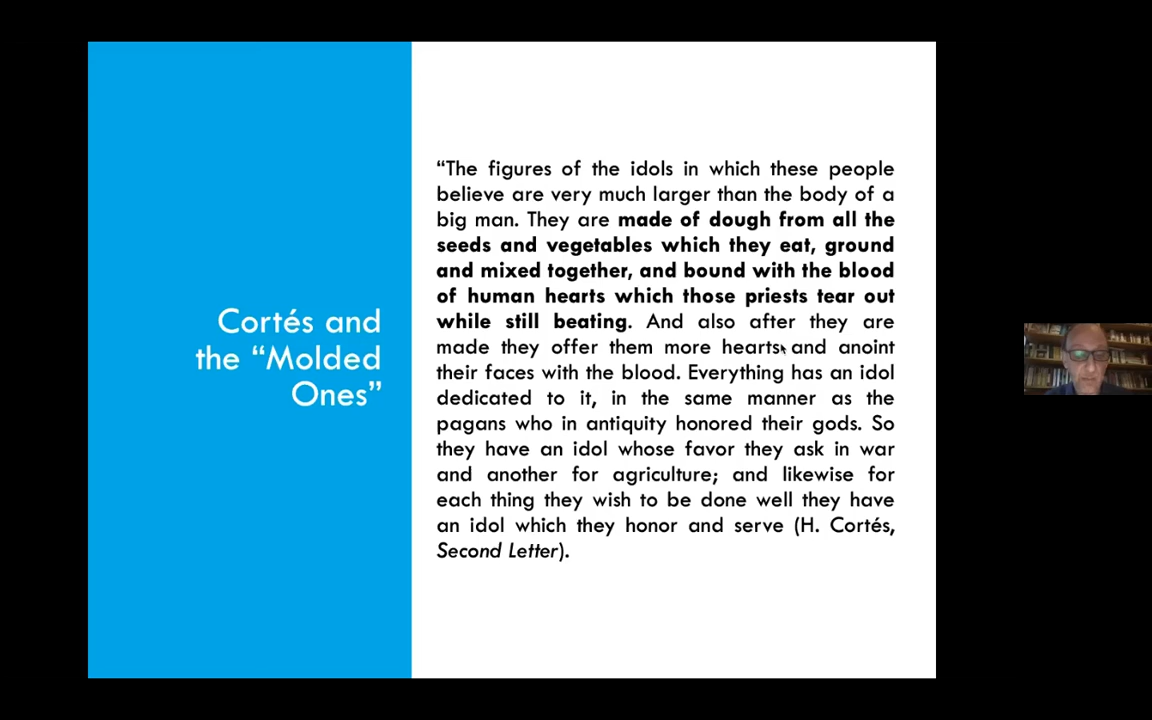 Cortés and
the “Molded
Ones”
“The figures of the idols in which these people
believe are very much larger than the body of a
big man. They are made of dough from all the
seeds and vegetables which they eat, ground
and mixed together, and bound with the blood
of human hearts which those priests tear out
while still beating. And also after they are
made they offer them more hearts and anoint
their faces with the blood. Everything has an idol
dedicated to it, in the same manner as the
pagans who in antiquity honored their gods. So
they have an idol whose favor they ask in war
and another for agriculture; and likewise for
each thing they wish to be done well they have
an idol which they honor and serve (H. Cortés,
Second Letter).